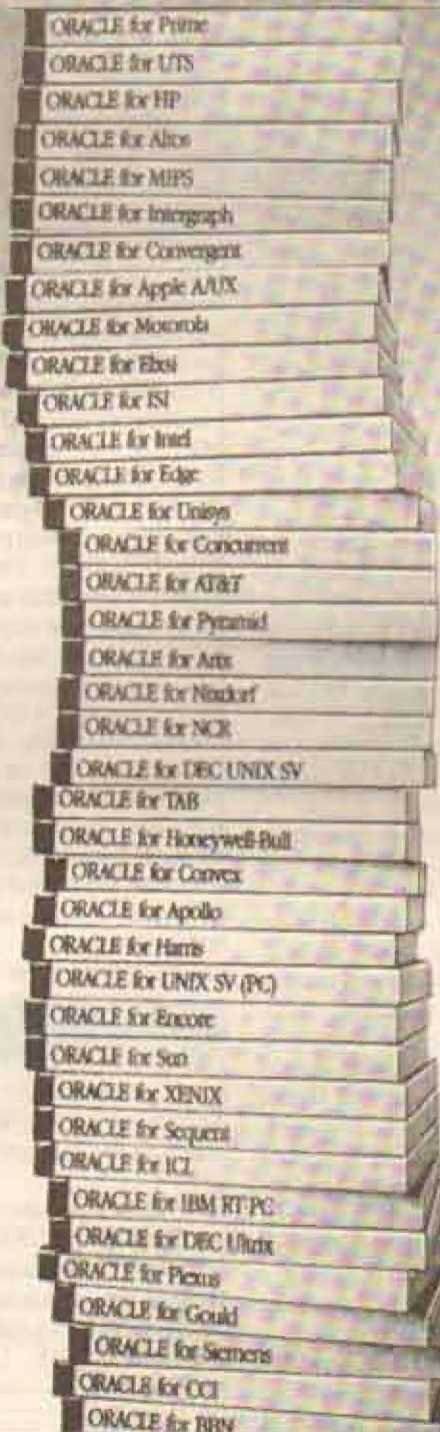 ORACLE for Prime
ORACLE for UTS
ORACLE for HP
ORACLE for Altos
ORACLE for MIPS
ORACLE for Intergraph
ORACLE for Convergent
ORACLE for Apple A/UX
ORACLE for Motorola
ORACLE for Elxsi
ORACLE for ISI
ORACLE for Intel
ORACLE for Edge
ORACLE for Unisys
ORACLE for Concurrent
ORACLE for AT&T
ORACLE for Pyramid
ORACLE for Arix
ORACLE for Nixdorf
ORACLE for NCR
ORACLE for DEC UNIX SV
ORACLE for TAB
ORACLE for Honeywell-Bull
ORACLE for Convex
ORACLE for Apollo
ORACLE for Harris
ORACLE for UNIX SV (PC)
ORACLE for Encore
ORACLE for Sun
ORACLE for XENIX
ORACLE for Sequent
ORACLE for ICL
ORACLE for IBM RT-PC
ORACLE for DEC Ultrix
ORACLE for Plexus
ORACLE for Gould
ORACLE for Siemens
ORACLE for CCI
ORACLE for BBN